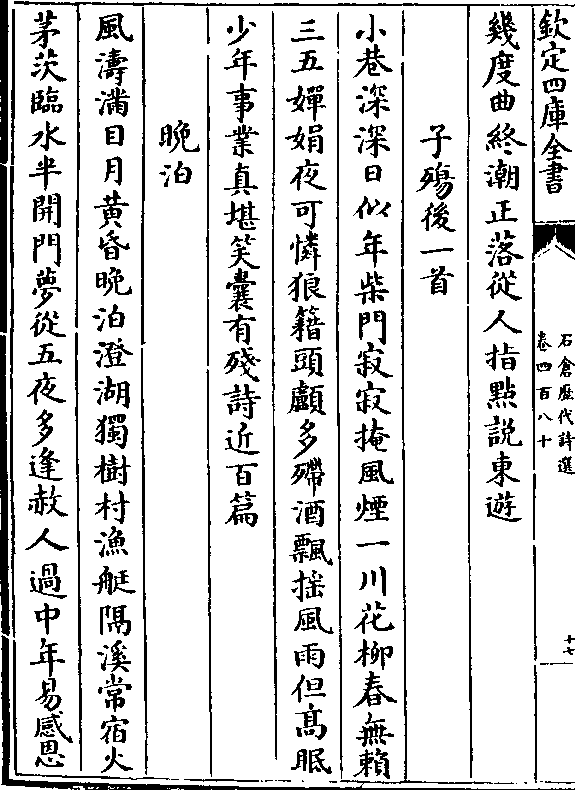 欽定四庫全書
石倉歴代詩選
卷四百八十
十七
幾度曲終潮正落從人指點説東遊
子殤後一首
小巷深深日似年柴門寂寂掩風煙一川花柳春無賴
三五嬋娟夜可憐狼籍頭顱多殢酒飄揺風雨但髙眠
少年事業真堪笑囊有殘詩近百篇
晚泊
風濤滿目月黄昏晚泊澄湖獨樹村漁艇隔溪常宿火
茅茨臨水半開門夢從五夜多逢赦人過中年易感恩